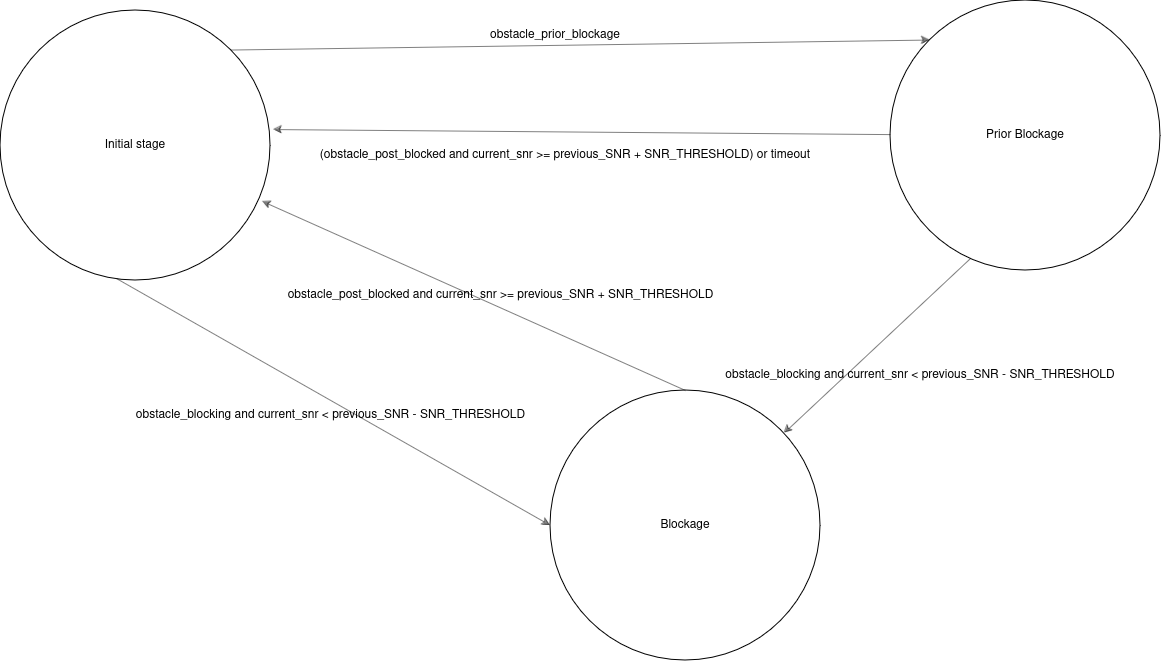 obstacle_prior_blockage
Initial stage
Prior Blockage
(obstacle_post_blocked and current_snr >= previous_SNR + SNR_THRESHOLD) or timeout
obstacle_post_blocked and current_snr >= previous_SNR + SNR_THRESHOLD
obstacle_blocking and current_snr < previous_SNR - SNR_THRESHOLD
obstacle_blocking and current_snr < previous_SNR - SNR_THRESHOLD
Blockage